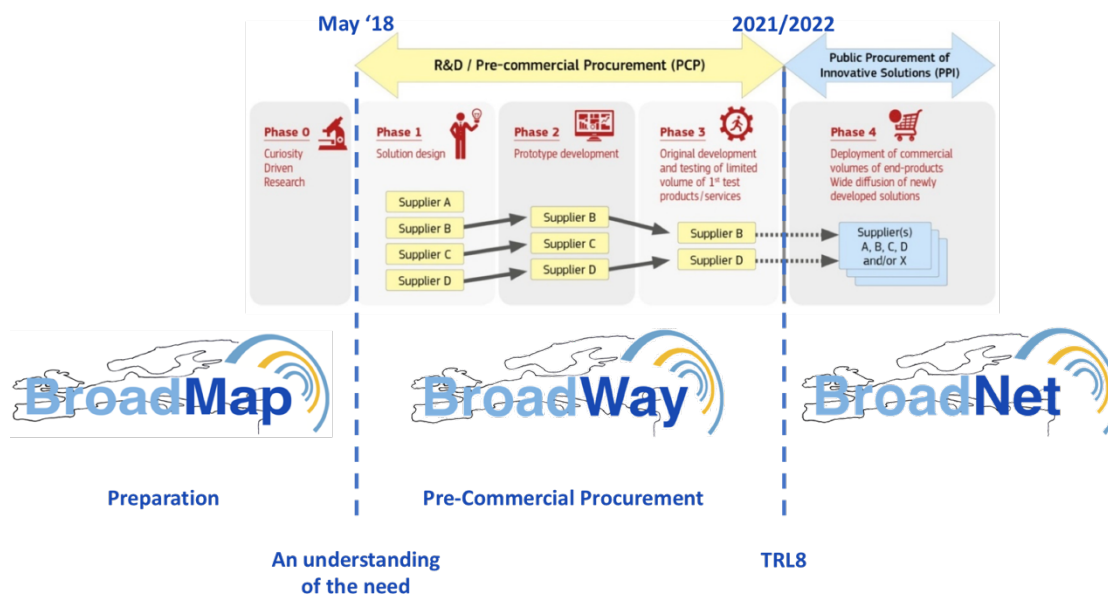 May ‘18
2021/2022
R&D / Pre-commercial Procurement (PCP)
Public Procurement of
Innovative Solutions (PPI)
Phase 0
Curiosity
Driven
Research
Phase 1
Solution design
Supplier A
Supplier B
Supplier C
Supplier D
Phase 2
Prototype development
Supplier B
Supplier C
Supplier D
Phase 3
Original development
and testing of limited
volume of 1st test
products/services
Supplier B
Supplier D
Phase 4
Deployment of commercial
volumes of end-products
Wide diffusion of newly
developed solutions
Supplier(s)
A, B, C, D
and/or X
BroadMap
BroadWay
BroadNet
Preparation
Pre-Commercial Procurement
An understanding
of the need
TRL8